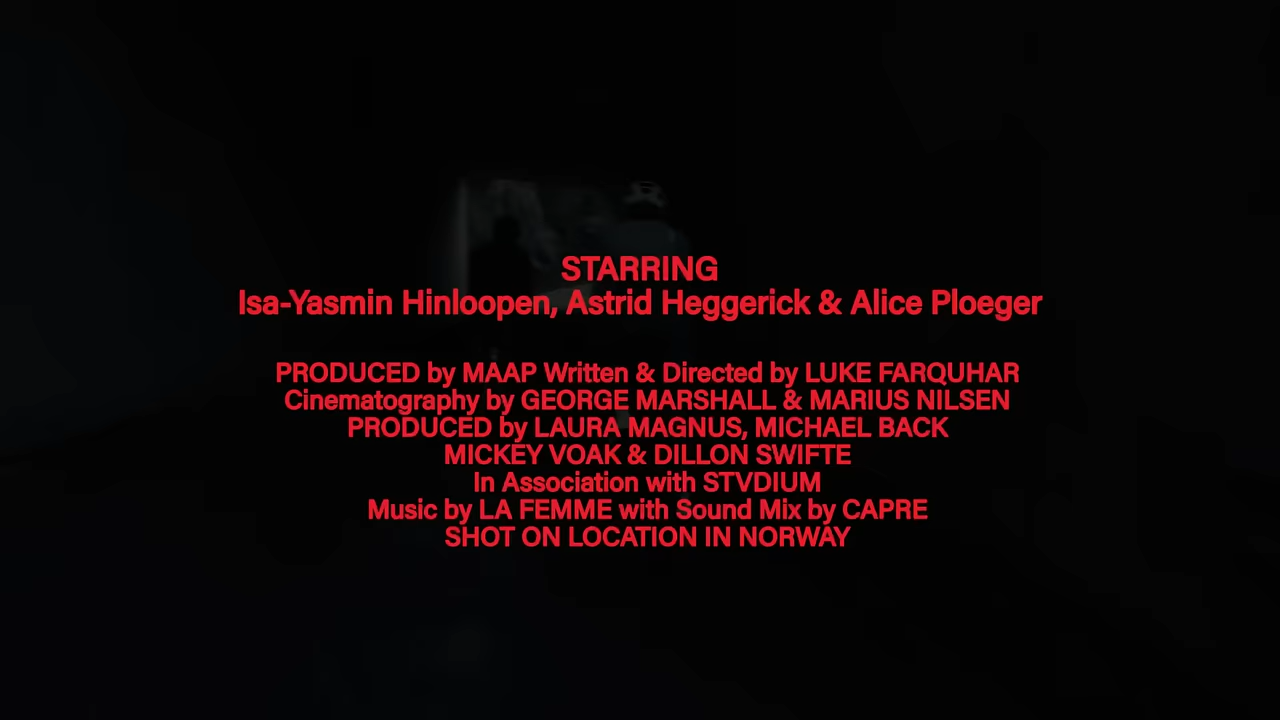 STARRING
Isa-Yasmin Hinloopen, Astrid Heggerick & Alice Ploeger
PRODUCED by MAAP Written & Directed by LUKE FARQUHAR
Cinematography by GEORGE MARSHALL & MARIUS NILSEN
PRODUCED by LAURA MAGNUS, MICHAEL BACK
MICKEY VOAK & DILLON SWIFTE
In Association with STVDIUM
Music by LA FEMME with Sound Mix by CAPRE
SHOT ON LOCATION IN NORWAY